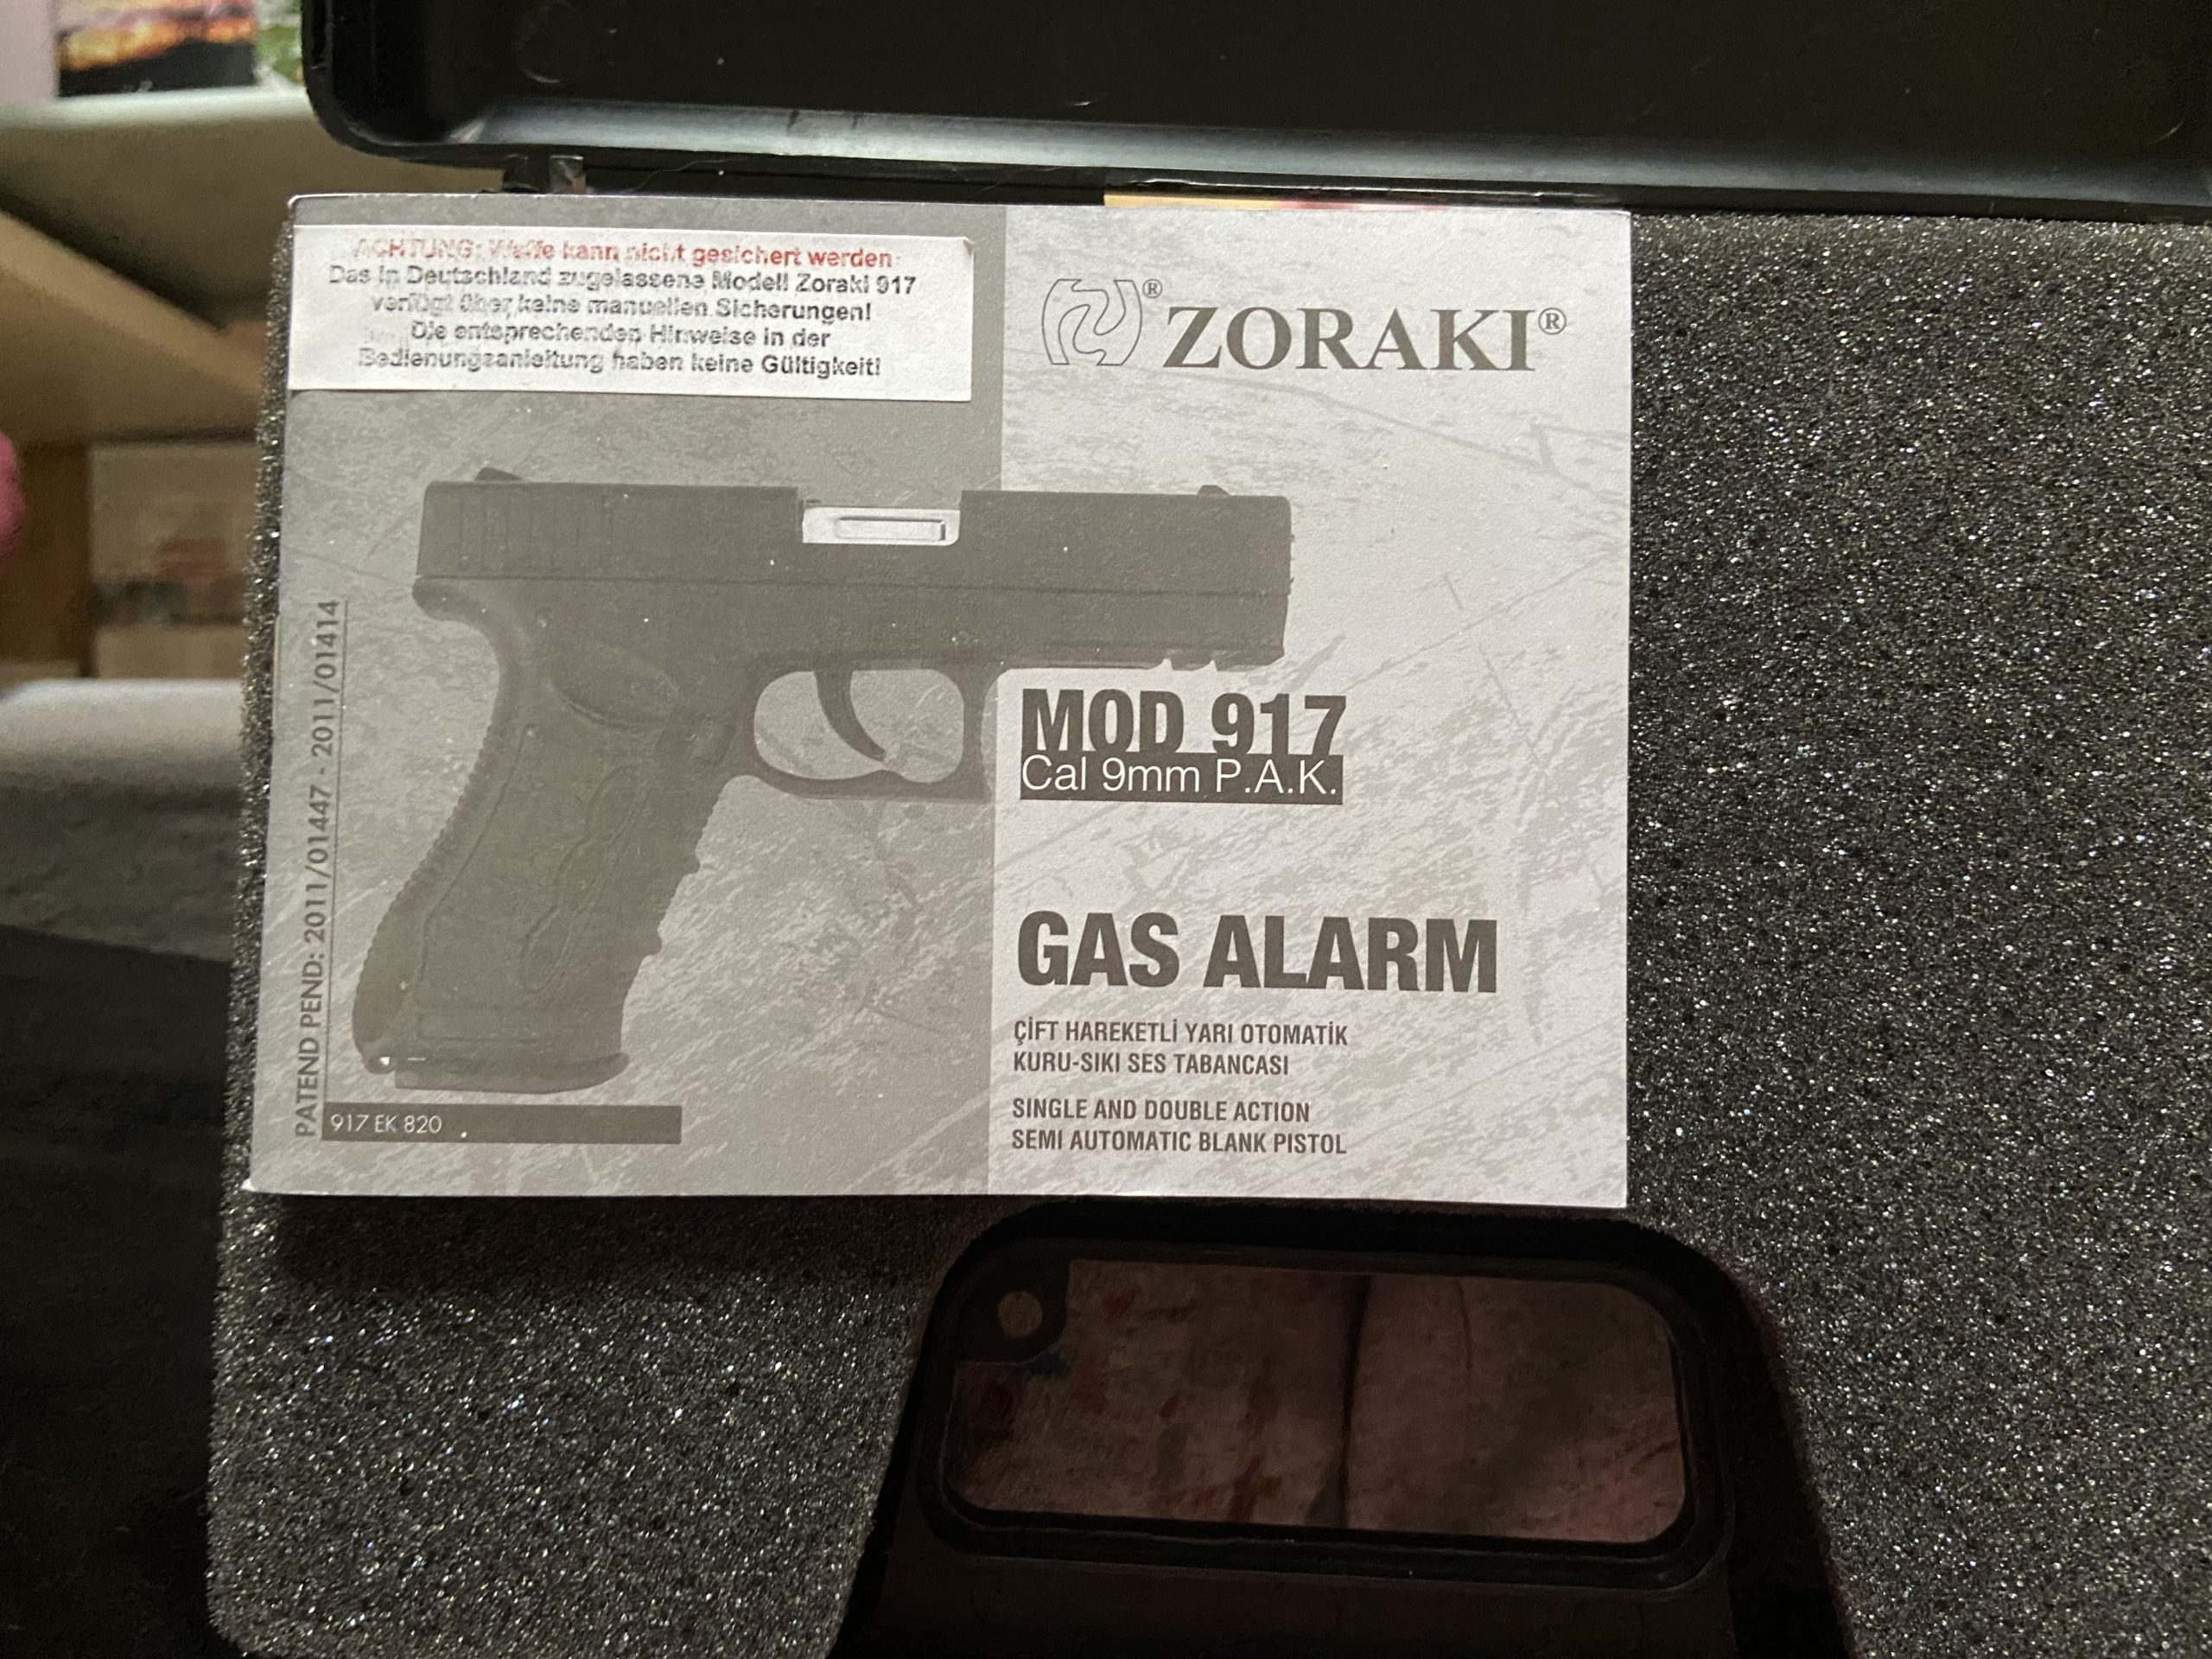 ACHTUNG: Waffe kann nicht gesichert werden
Das in Deutschland zugelassene Modell Zoraki 917
verfügt über keine manuellen Sicherungen!
Die entsprechenden Hinweise in der
Bedienungsanleitung haben keine Gültigkeit!
® ZORAKI®
MOD 917
Cal 9mm P.A.K.
GAS ALARM
ÇİFT HAREKETLİ YARI OTOMATİK
KURU-SIKI SES TABANCASI
SINGLE AND DOUBLE ACTION
SEMI AUTOMATIC BLANK PISTOL
PATEND PEND: 2011/01447 - 2011/01414
917 EK 820